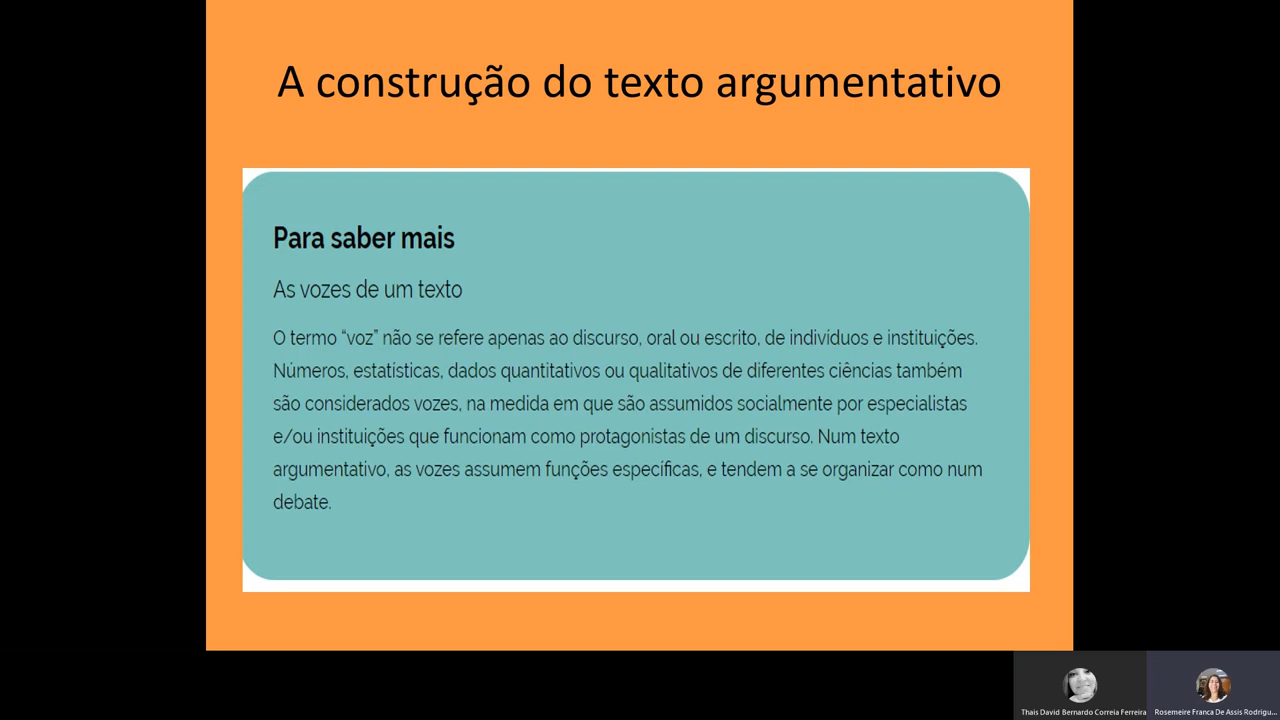 A construção do texto argumentativo
Para saber mais
As vozes de um texto
O termo “voz” não se refere apenas ao discurso, oral ou escrito, de indivíduos e instituições.
Números, estatísticas, dados quantitativos ou qualitativos de diferentes ciências também
são considerados vozes, na medida em que são assumidos socialmente por especialistas
e/ou instituições que funcionam como protagonistas de um discurso. Num texto
argumentativo, as vozes assumem funções específicas, e tendem a se organizar como num
debate.
Thais David Bernardo Correia Ferreira
Rosemeire Franca De Assis Rodrigu...